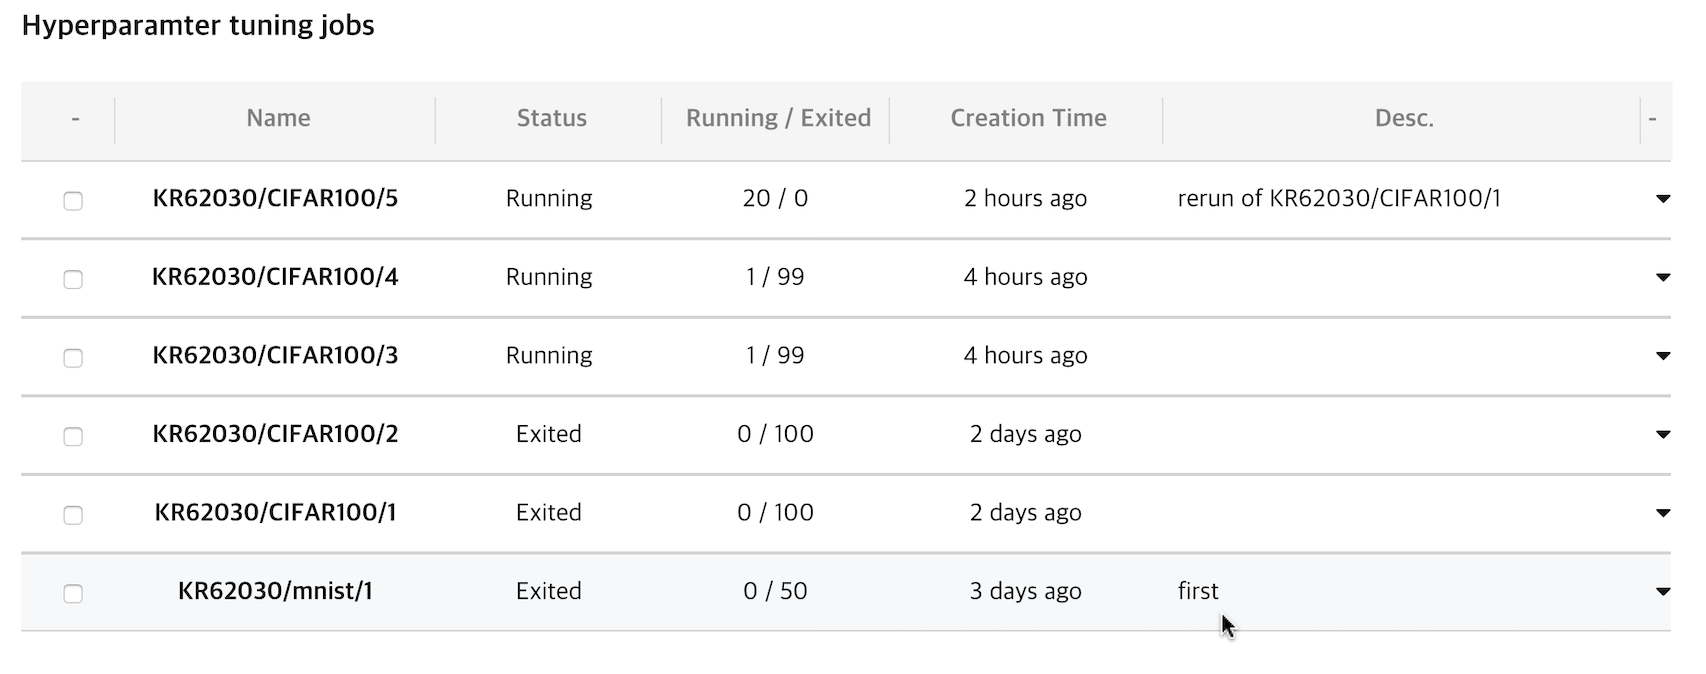 Hyperparamter tuning jobs
- Name Status Running / Exited Creation Time Desc. -
KR62030/CIFAR100/5 Running 20 / 0 2 hours ago rerun of KR62030/CIFAR100/1
KR62030/CIFAR100/4 Running 1 / 99 4 hours ago
KR62030/CIFAR100/3 Running 1 / 99 4 hours ago
KR62030/CIFAR100/2 Exited 0 / 100 2 days ago
KR62030/CIFAR100/1 Exited 0 / 100 2 days ago
KR62030/mnist/1 Exited 0 / 50 3 days ago first